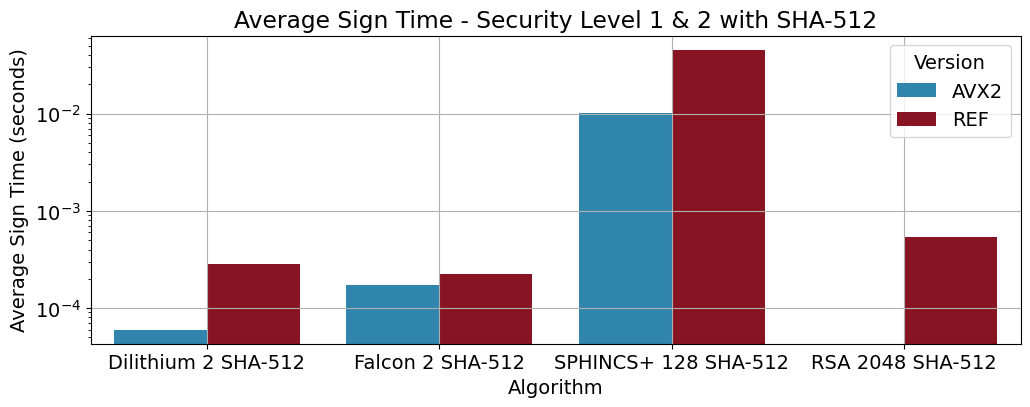 Average Sign Time - Security Level 1 & 2 with SHA-512
Average Sign Time (seconds)
10⁻²
10⁻³
10⁻⁴
Version
AVX2
REF
Dilithium 2 SHA-512
Falcon 2 SHA-512
SPHINCS+ 128 SHA-512
RSA 2048 SHA-512
Algorithm